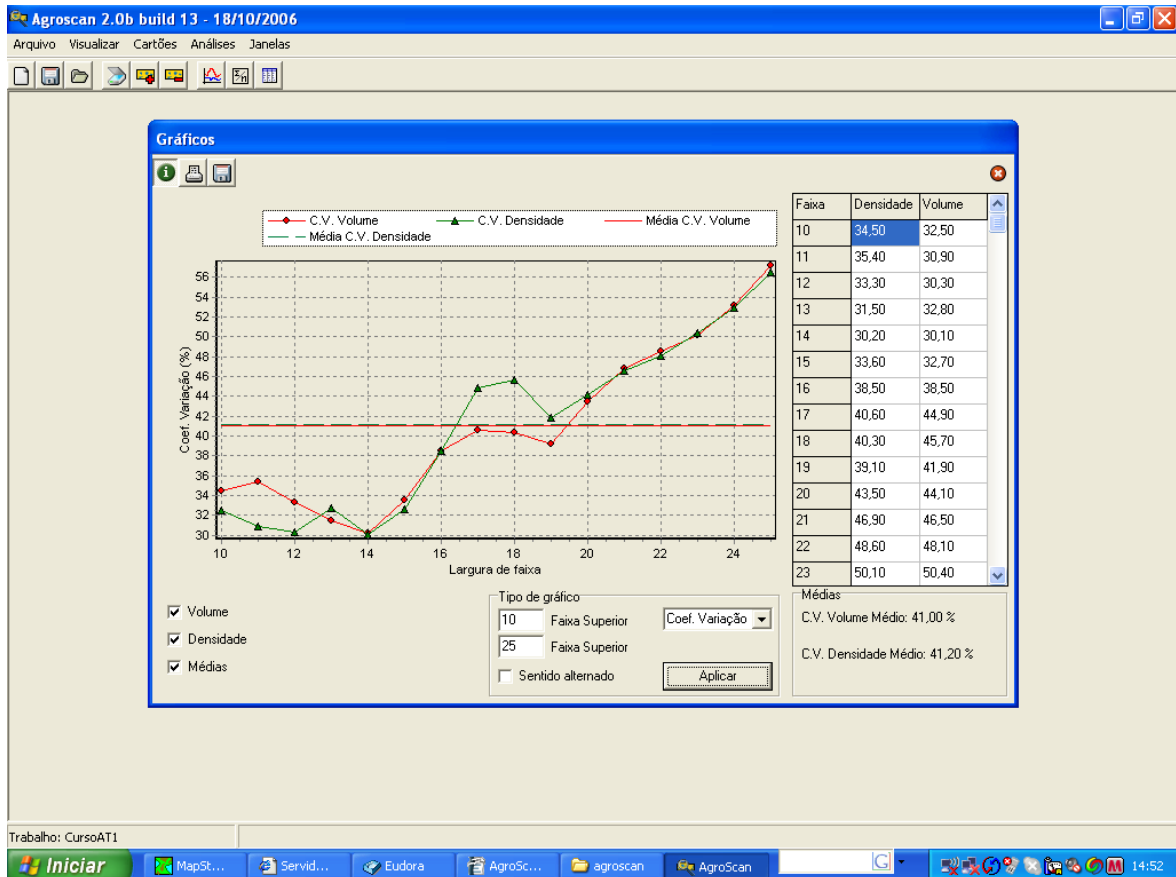 Agroscan 2.0b build 13 - 18/10/2006
Arquivo Visualizar Cartões Análises Janelas
Gráficos
C.V. Volume C.V. Densidade Média C.V. Volume
Média C.V. Densidade
Coef. Variação (%)
56
54
52
50
48
46
44
42
40
38
36
34
32
30
10 12 14 16 18 20 22 24
Largura de faixa
Faixa Densidade Volume
10 34,50 32,50
11 35,40 30,90
12 33,30 30,30
13 31,50 32,80
14 30,20 30,10
15 33,60 32,70
16 38,50 38,50
17 40,60 44,90
18 40,30 45,70
19 39,10 41,90
20 43,50 44,10
21 46,90 46,50
22 48,60 48,10
23 50,10 50,40
Volume
Densidade
Médias
Tipo de gráfico
10 Faixa Superior Coef. Variação
25 Faixa Superior
Sentido alternado Aplicar
Médias
C.V. Volume Médio: 41,00 %
C.V. Densidade Médio: 41,20 %
Trabalho: CursoAT1
Iniciar MapSt... Servid... Eudora AgroSc... agroscan AgroScan G 14:52